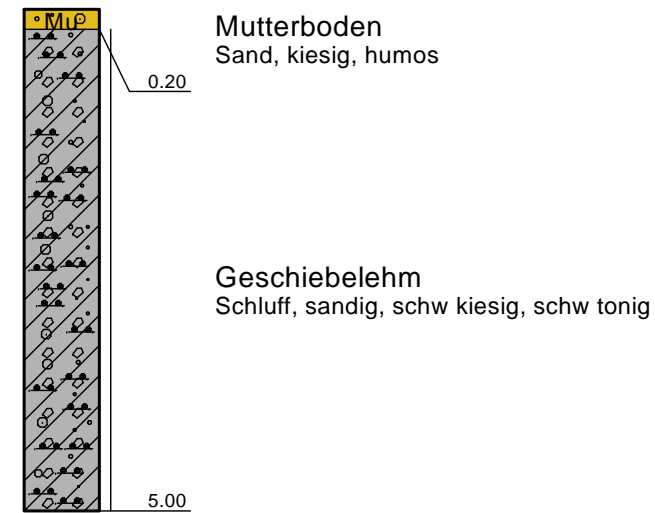 Mu
Mutterboden
Sand, kiesig, humos
0.20
Geschiebelehm
Schluff, sandig, schw kiesig, schw tonig
5.00